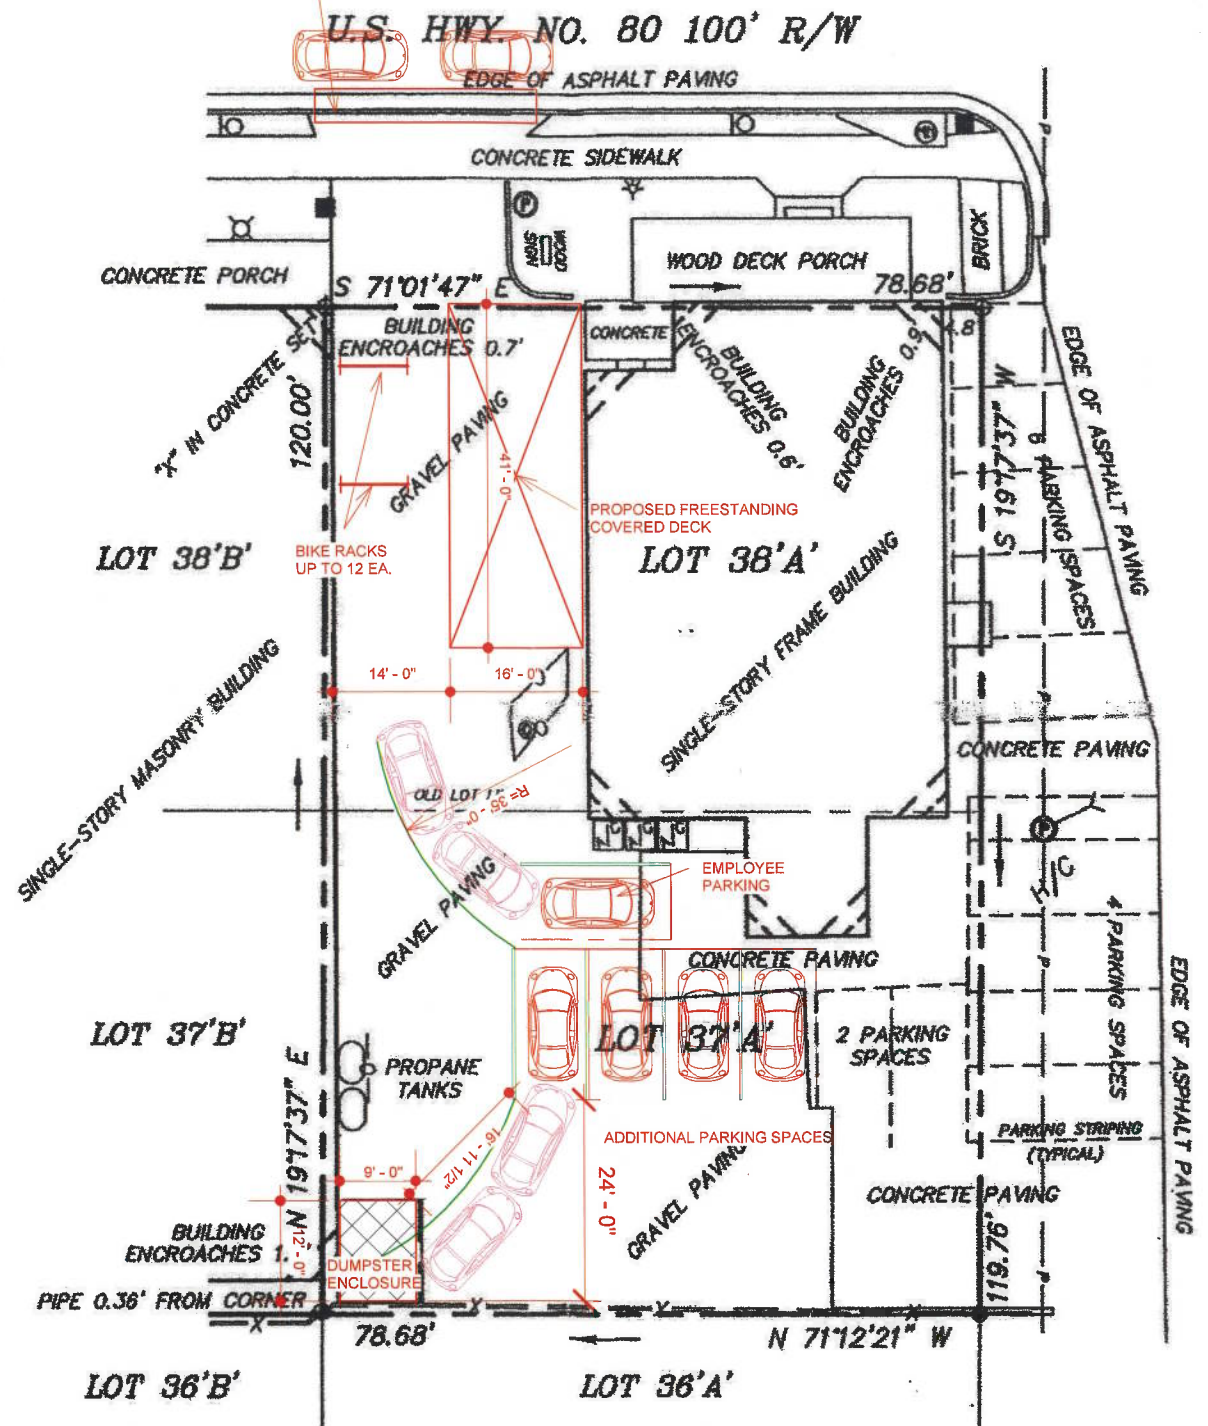 U.S. HWY. NO. 80 100' R/W
EDGE OF ASPHALT PAVING
CONCRETE SIDEWALK
P
WOOD
SIGN
BRICK
CONCRETE PORCH
WOOD DECK PORCH
S 71°01'47" E
78.68'
BUILDING
ENCROACHES 0.7'
CONCRETE
BUILDING
ENCROACHES 0.6'
BUILDING
ENCROACHES 0.9'
"X" IN CONCRETE SET
120.00'
GRAVEL PAVING
41' - 0"
PROPOSED FREESTANDING
COVERED DECK
S 19°17'37" W
6 PARKING SPACES
EDGE OF ASPHALT PAVING
LOT 38'B'
BIKE RACKS
UP TO 12 EA.
LOT 38'A'
SINGLE-STORY FRAME BUILDING
SINGLE-STORY MASONRY BUILDING
14' - 0"
16' - 0"
CONCRETE PAVING
OLD LOT
R= 35' - 0"
A/C
A/C
A/C
P
EMPLOYEE
PARKING
GRAVEL PAVING
CONCRETE PAVING
4 PARKING SPACES
EDGE OF ASPHALT PAVING
LOT 37'B'
LOT 37'A'
2 PARKING
SPACES
PROPANE
TANKS
N 19°17'37" E
ADDITIONAL PARKING SPACES
PARKING STRIPING
(TYPICAL)
16' - 11 1/2"
9' - 0"
24' - 0"
GRAVEL PAVING
CONCRETE PAVING
BUILDING
ENCROACHES 1.
12' - 0"
DUMPSTER
ENCLOSURE
119.76'
PIPE 0.36' FROM CORNER
78.68'
N 71°12'21" W
LOT 36'B'
LOT 36'A'